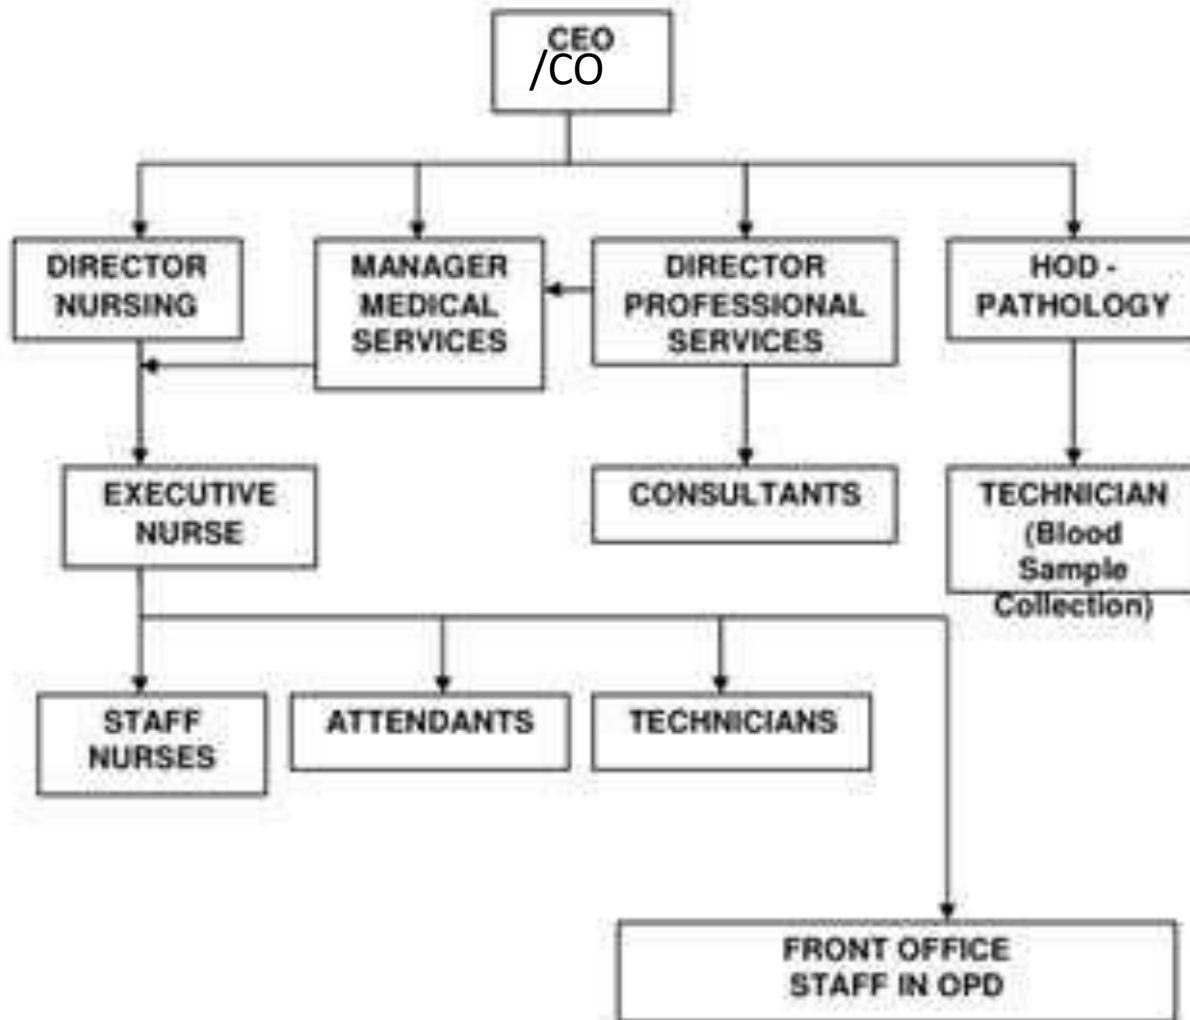 CEO
/CO
DIRECTOR
NURSING
MANAGER
MEDICAL
SERVICES
DIRECTOR
PROFESSIONAL
SERVICES
HOD -
PATHOLOGY
EXECUTIVE
NURSE
CONSULTANTS
TECHNICIAN
(Blood
Sample
Collection)
STAFF
NURSES
ATTENDANTS
TECHNICIANS
FRONT OFFICE
STAFF IN OPD